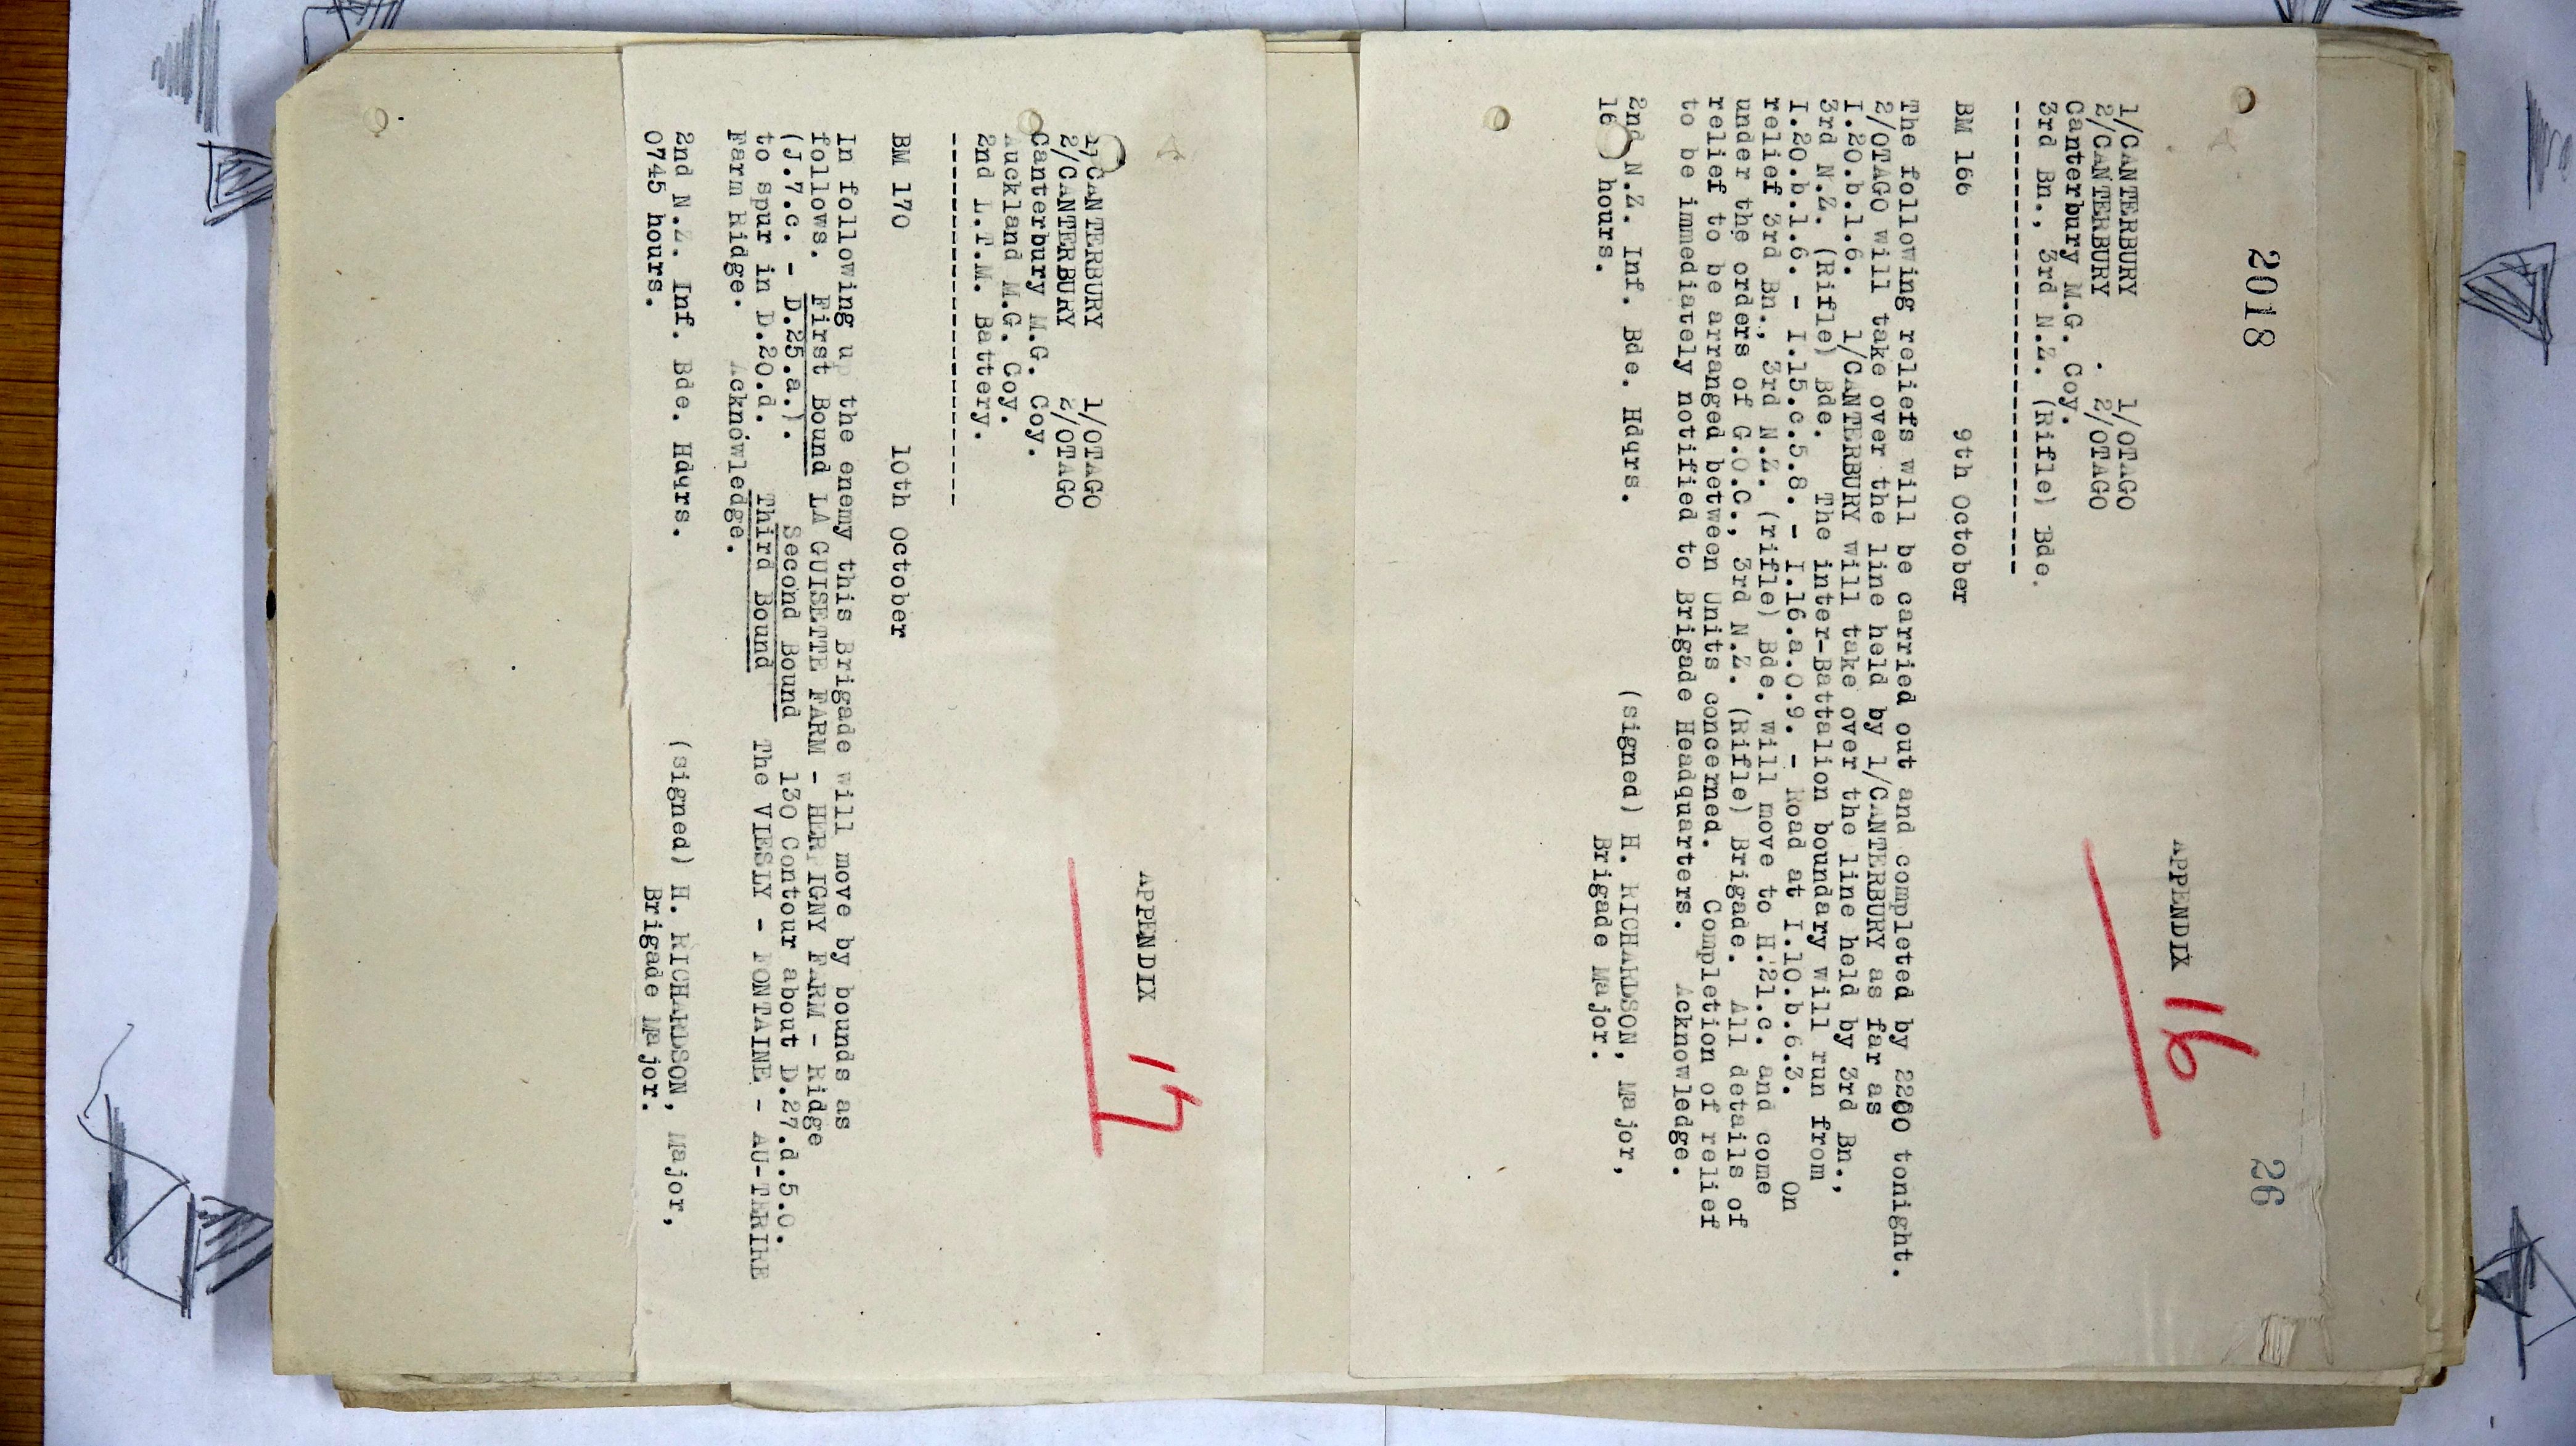 2018
26
APPENDIX 16
1/CANTERBURY 1/OTAGO
2/CANTERBURY . 2/OTAGO
Canterbury M.G. Coy.
3rd Bn., 3rd N.Z. (Rifle) Bde.
BM 166 9th October
The following reliefs will be carried out and completed by 2200 tonight.
2/OTAGO will take over the line held by 1/CANTERBURY as far as
I.20.b.1.6. 1/CANTERBURY will take over the line held by 3rd Bn.,
3rd N.Z. (Rifle) Bde. The inter-Battalion boundary will run from
I.20.b.1.6. - I.15.c.5.8. - I.16.a.0.9. - Road at I.10.b.6.3. On
relief 3rd Bn., 3rd N.Z. (rifle) Bde. will move to H.21.c. and come
under the orders of G.O.C., 3rd N.Z. (Rifle) Brigade. All details of
relief to be arranged between Units concerned. Completion of relief
to be immediately notified to Brigade Headquarters. Acknowledge.
2nd N.Z. Inf. Bde. Hdqrs. (signed) H. RICHARDSON, Major,
16 hours. Brigade Major.
APPENDIX 17
1/CANTERBURY 1/OTAGO
2/CANTERBURY 2/OTAGO
Canterbury M.G. Coy.
Auckland M.G. Coy.
2nd L.T.M. Battery.
BM 170 10th October
In following up the enemy this Brigade will move by bounds as
follows. First Bound LA GUISETTE FARM - HERPIGNY FARM - Ridge
(J.7.c. - D.25.a.). Second Bound 130 Contour about D.27.d.5.0.
to spur in D.20.d. Third Bound The VIESLY - FONTAINE - AU-TERIRE
Farm Ridge. Acknowledge.
2nd N.Z. Inf. Bde. Hdqrs. (signed) H. RICHARDSON, Major,
0745 hours. Brigade Major.